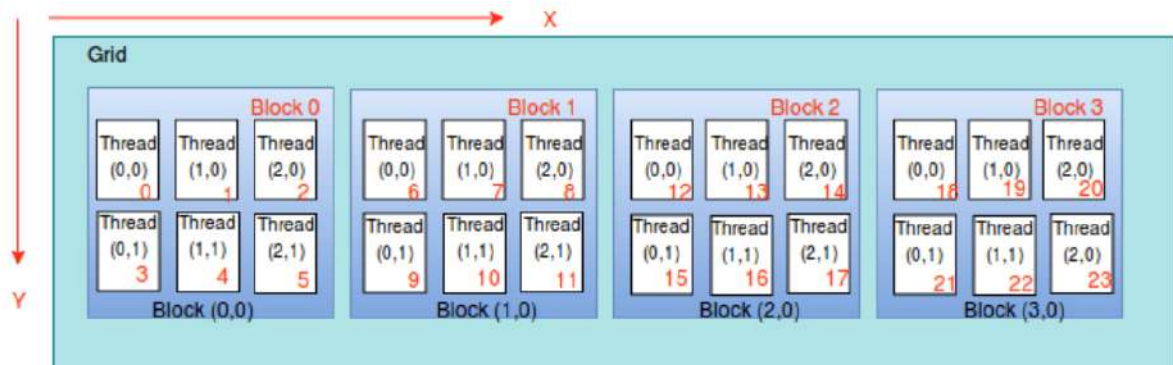 X
Grid
Block 0 Block 1 Block 2 Block 3
Thread Thread Thread Thread Thread Thread Thread Thread Thread Thread Thread Thread
(0,0) (1,0) (2,0) (0,0) (1,0) (2,0) (0,0) (1,0) (2,0) (0,0) (1,0) (2,0)
0 1 2 6 7 8 12 13 14 18 19 20
Thread Thread Thread Thread Thread Thread Thread Thread Thread Thread Thread Thread
(0,1) (1,1) (2,1) (0,1) (1,1) (2,1) (0,1) (1,1) (2,1) (0,1) (1,1) (2,0)
3 4 5 9 10 11 15 16 17 21 22 23
Y
Block (0,0) Block (1,0) Block (2,0) Block (3,0)